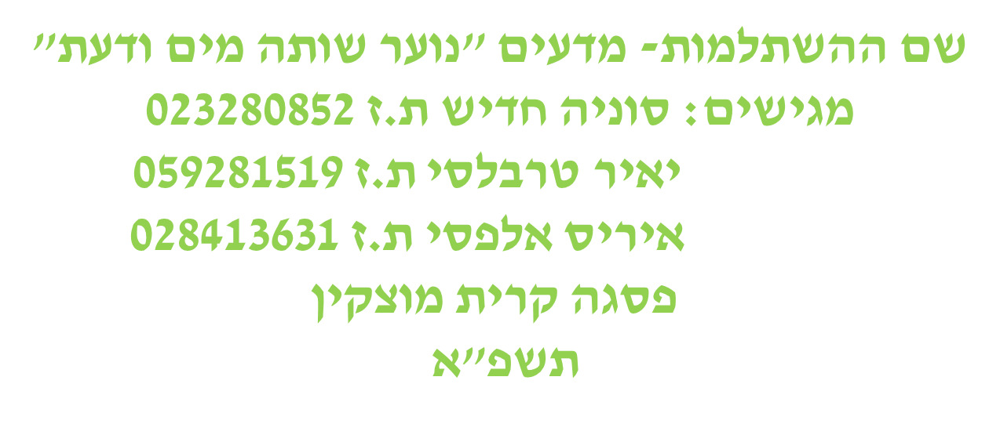 שם ההשתלמות- מדעים "נוער שותה מים ודעת"
מגישים: סוניה חדיש ת.ז 023280852
יאיר טרבלסי ת.ז 059281519
איריס אלפסי ת.ז 028413631
פסגה קרית מוצקין
תשפ"א